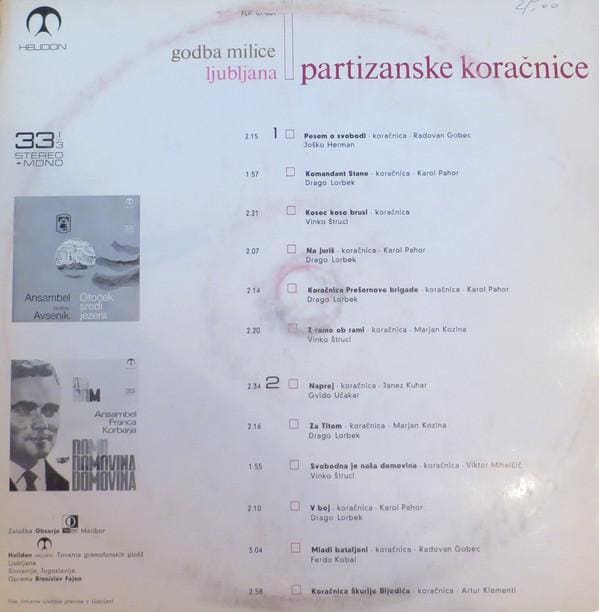 HELIDON
godba milice
ljubljana
partizanske koračnice
33 1/3
STEREO
+MONO
2.15 1 Pesem o svobodi · koračnica · Radovan Gobec
Joško Herman
1.57 Komandant Stane · koračnica · Karol Pahor
Drago Lorbek
2.21 Kosec koso brusi · koračnica
Vinko Štrucl
2.07 Na juriš · koračnica · Karol Pahor
Drago Lorbek
2.14 Koračnica Prešernove brigade · koračnica · Karol Pahor
Drago Lorbek
2.20 Z ramo ob rami · koračnica · Marjan Kozina
Vinko Štrucl
2.34 2 Naprej · koračnica · Janez Kuhar
Gvido Učakar
2.16 Za Titom · koračnica · Marjan Kozina
Drago Lorbek
1.55 Svobodna je naša domovina · koračnica · Viktor Mihelčič
Vinko Štrucl
2.10 V boj · koračnica · Karol Pahor
Drago Lorbek
3.04 Mladi bataljoni · koračnica · Radovan Gobec
Ferdo Kobal
2.58 Koračnica Škurije Bijediča · koračnica · Artur Klementi
Ansambel
Avsenik
Otoček
sredi
jezera
Ansambel
Franca
Korbarja
DOMOVINA
DOMOVINA
Založba Obzorja Maribor
Helidon Tovarna gramofonskih plošč
Ljubljana
Slovenija, Jugoslavija
Oprema Branislav Fajon